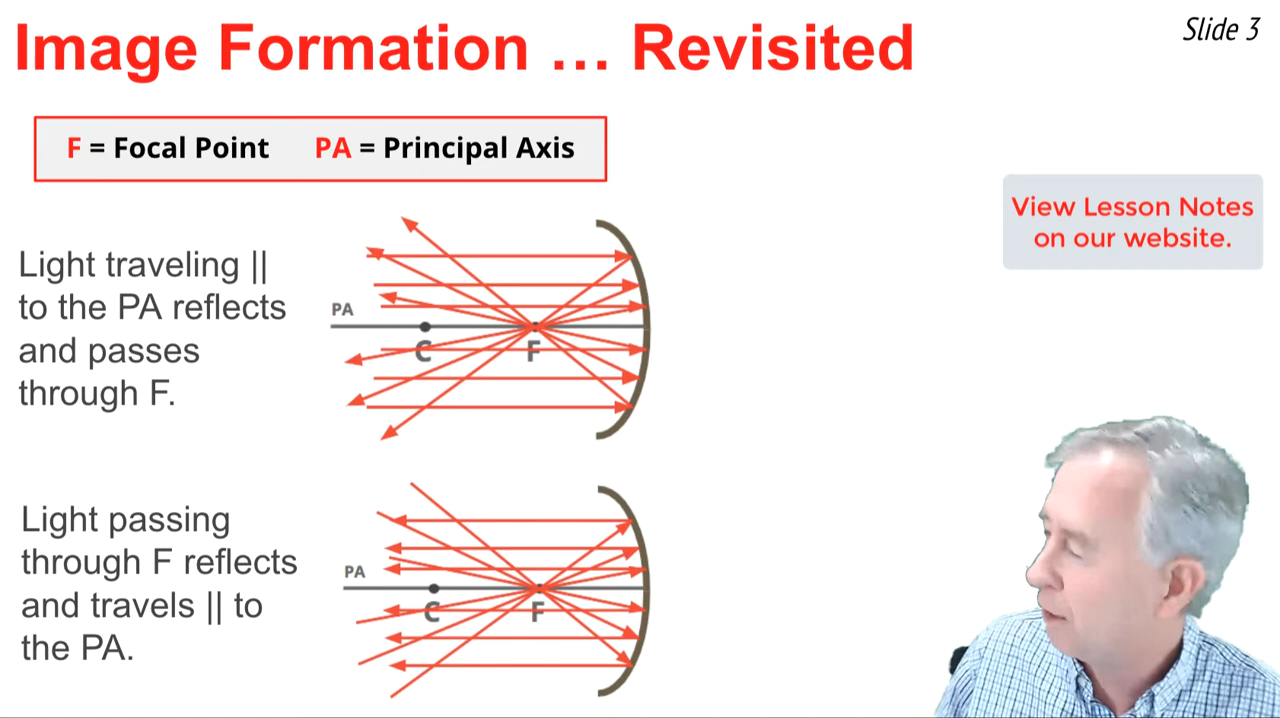 Image Formation … Revisited
Slide 3
F = Focal Point PA = Principal Axis
View Lesson Notes
on our website.
Light traveling ||
to the PA reflects
and passes
through F.
PA
C
F
Light passing
through F reflects
and travels || to
the PA.
PA
C
F